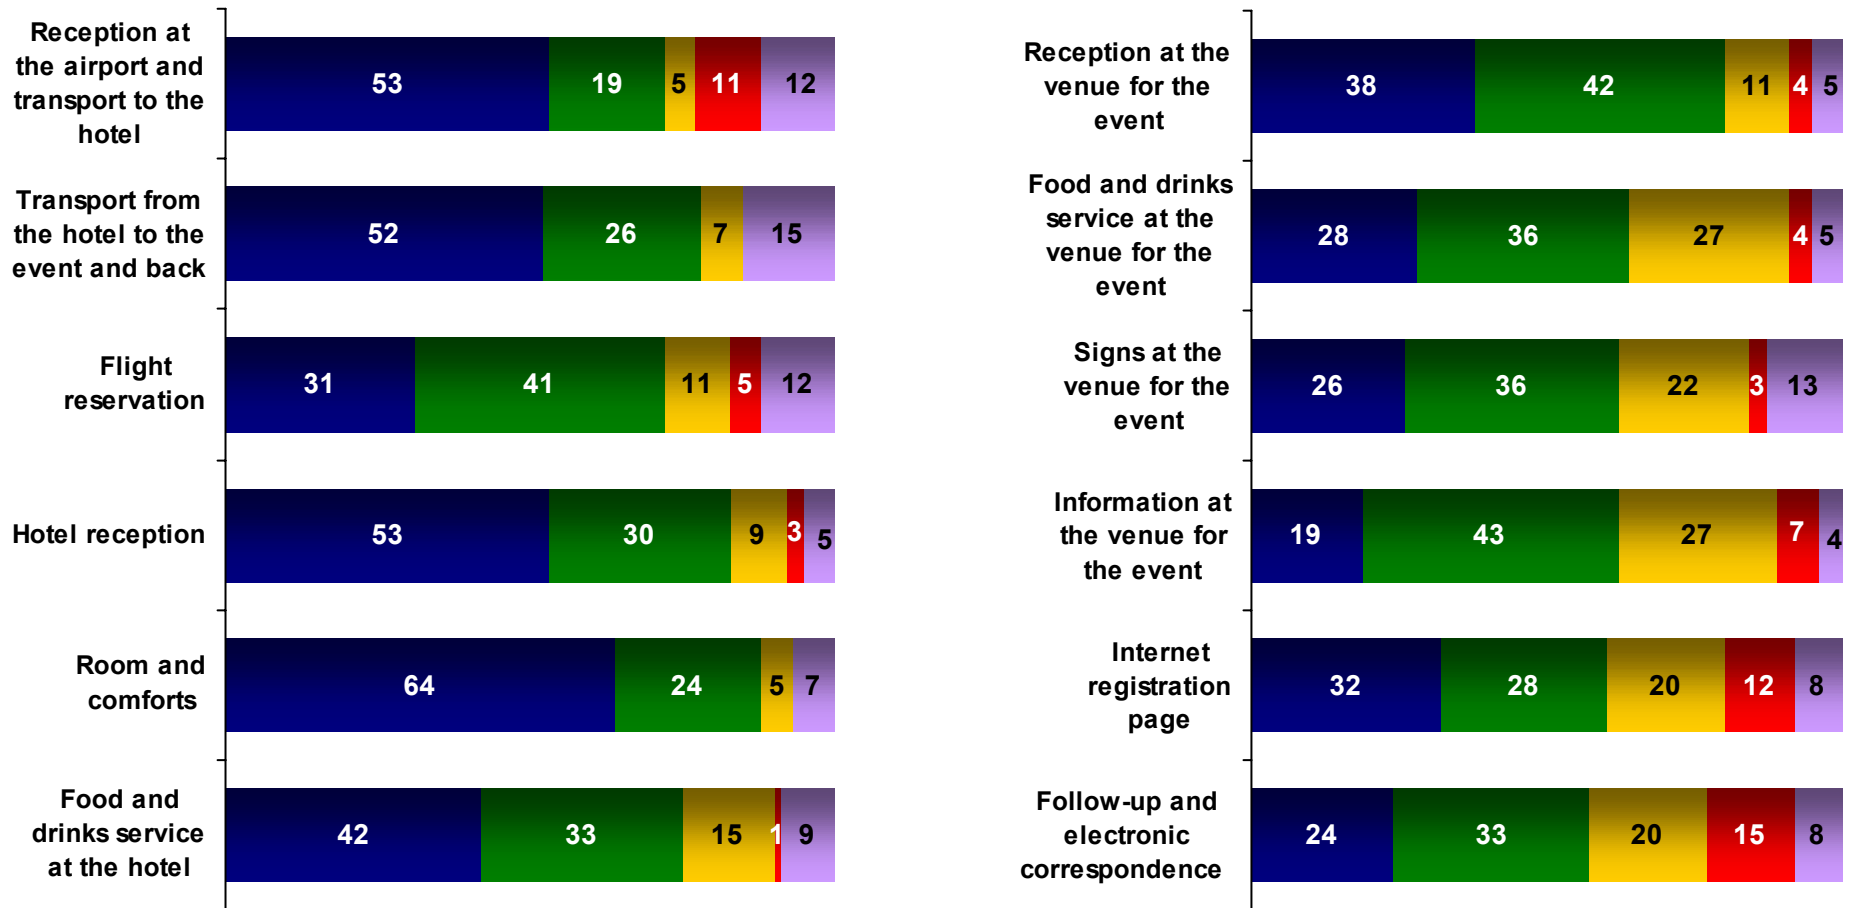 Reception at
the airport and
transport to the
hotel
53 19 5 11 12
Transport from
the hotel to the
event and back
52 26 7 15
Flight
reservation
31 41 11 5 12
Hotel reception
53 30 9 3 5
Room and
comforts
64 24 5 7
Food and
drinks service
at the hotel
42 33 15 1 9
Reception at the
venue for the
event
38 42 11 4 5
Food and drinks
service at the
venue for the
event
28 36 27 4 5
Signs at the
venue for the
event
26 36 22 3 13
Information at
the venue for
the event
19 43 27 7 4
Internet
registration
page
32 28 20 12 8
Follow-up and
electronic
correspondence
24 33 20 15 8